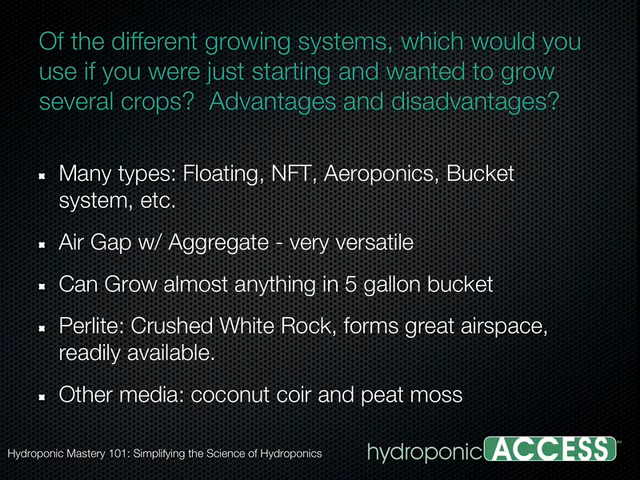 Of the different growing systems, which would you
use if you were just starting and wanted to grow
several crops?  Advantages and disadvantages?
Many types: Floating, NFT, Aeroponics, Bucket
system, etc.
Air Gap w/ Aggregate - very versatile
Can Grow almost anything in 5 gallon bucket
Perlite: Crushed White Rock, forms great airspace,
readily available.
Other media: coconut coir and peat moss
Hydroponic Mastery 101: Simplifying the Science of Hydroponics
hydroponic ACCESS™